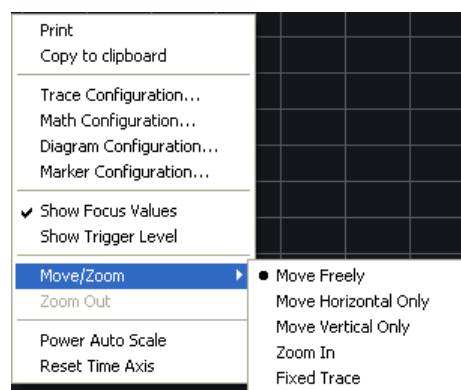 Print
Copy to clipboard
Trace Configuration...
Math Configuration...
Diagram Configuration...
Marker Configuration...
Show Focus Values
Show Trigger Level
Move/Zoom
Zoom Out
Power Auto Scale
Reset Time Axis
Move Freely
Move Horizontal Only
Move Vertical Only
Zoom In
Fixed Trace